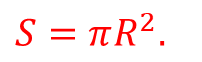 S = πR².